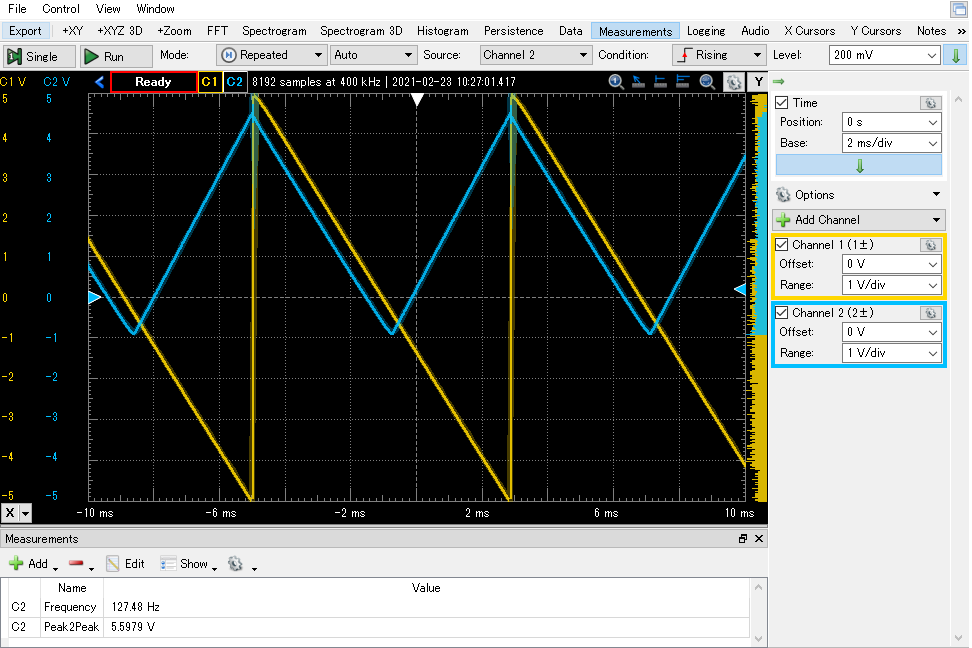 File Control View Window
Export +XY +XYZ 3D +Zoom FFT Spectrogram Spectrogram 3D Histogram Persistence Data Measurements Logging Audio X Cursors Y Cursors Notes »
Single Run Mode: Repeated Auto Source: Channel 2 Condition: Rising Level: 200 mV
C1 V C2 V Ready C1 C2 8192 samples at 400 kHz | 2021-02-23 10:27:01.417 Y
5 5
4 4
3 3
2 2
1 1
0 0
-1 -1
-2 -2
-3 -3
-4 -4
-5 -5
X -10 ms -6 ms -2 ms 2 ms 6 ms 10 ms
Time
Position: 0 s
Base: 2 ms/div
Options
Add Channel
Channel 1 (1±)
Offset: 0 V
Range: 1 V/div
Channel 2 (2±)
Offset: 0 V
Range: 1 V/div
Measurements
Add Edit Show
Name Value
C2 Frequency 127.48 Hz
C2 Peak2Peak 5.5979 V